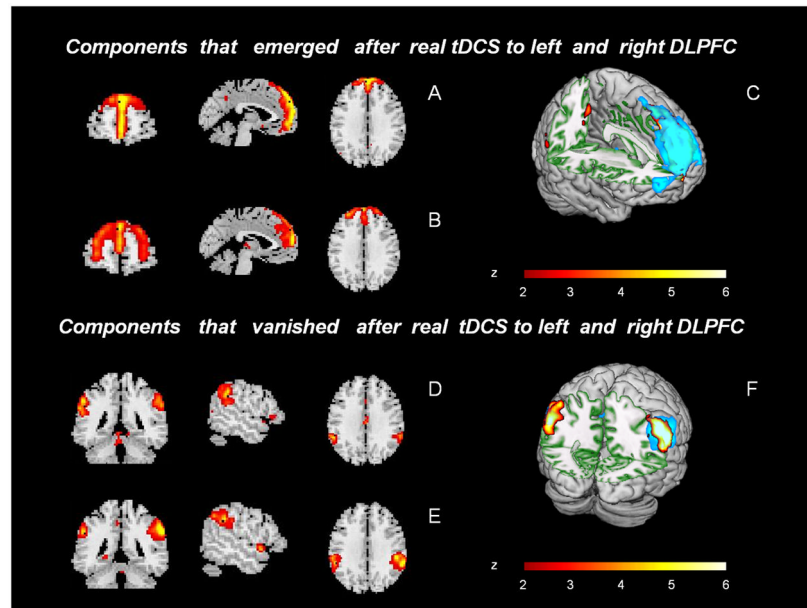 Components that emerged after real tDCS to left and right DLPFC
A
C
B
z
2 3 4 5 6
Components that vanished after real tDCS to left and right DLPFC
D
F
E
z
2 3 4 5 6